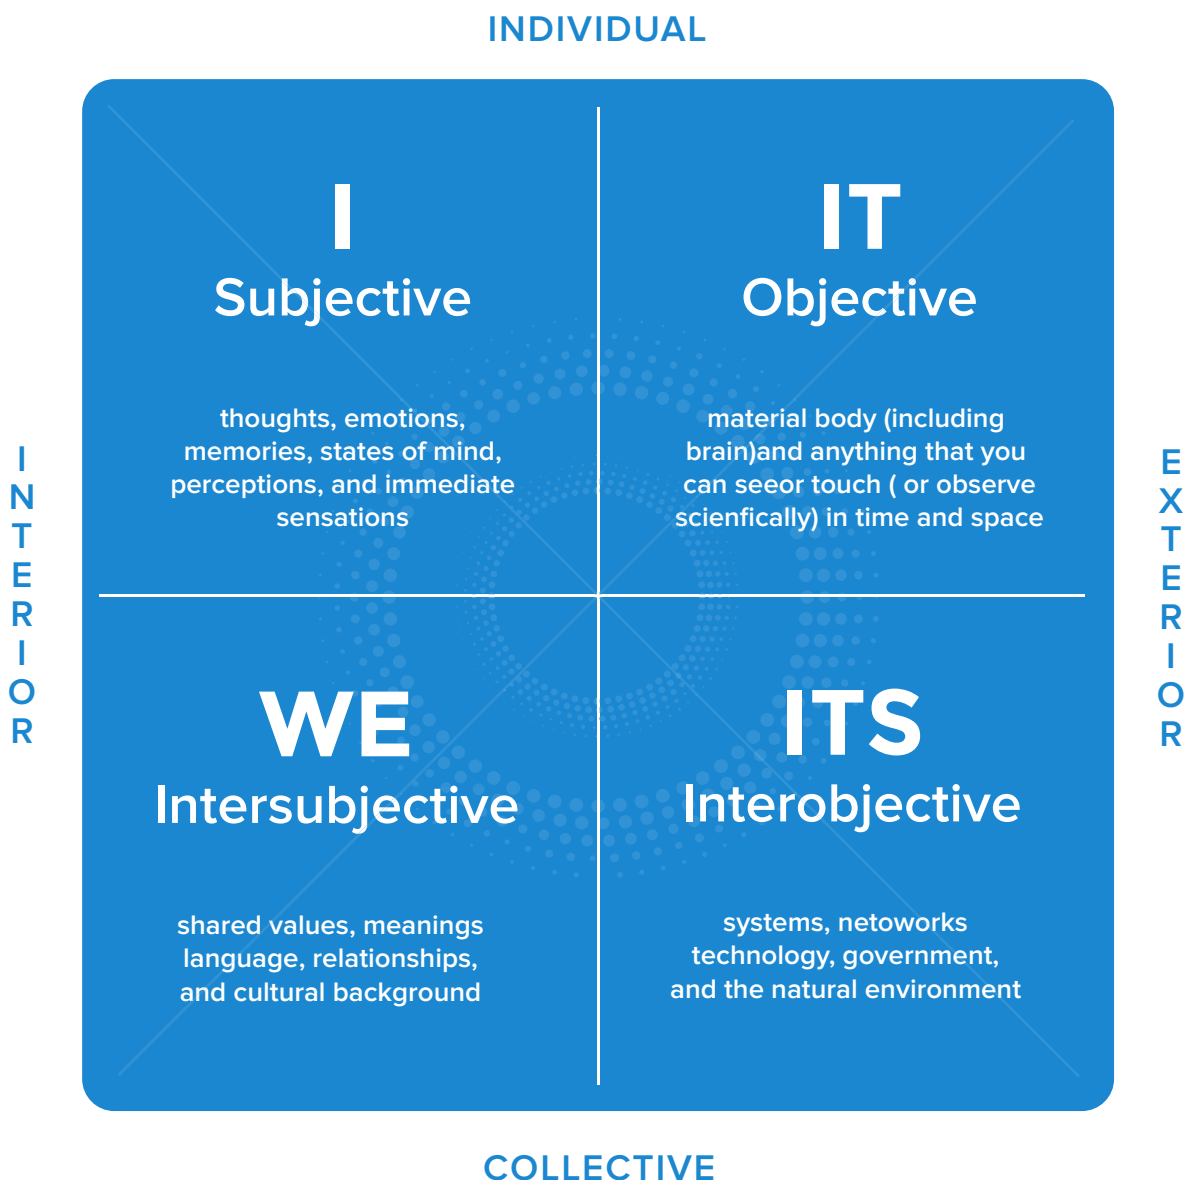 INDIVIDUAL
I
Subjective
thoughts, emotions,
memories, states of mind,
perceptions, and immediate
sensations
IT
Objective
material body (including
brain)and anything that you
can seeor touch ( or observe
scienfically) in time and space
INTERIOR
EXTERIOR
WE
Intersubjective
shared values, meanings
language, relationships,
and cultural background
ITS
Interobjective
systems, netoworks
technology, government,
and the natural environment
COLLECTIVE